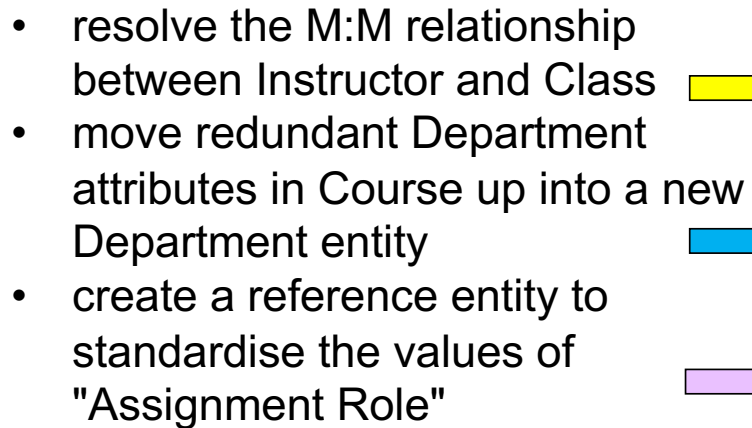 • resolve the M:M relationship
between Instructor and Class
• move redundant Department
attributes in Course up into a new
Department entity
• create a reference entity to
standardise the values of
"Assignment Role"